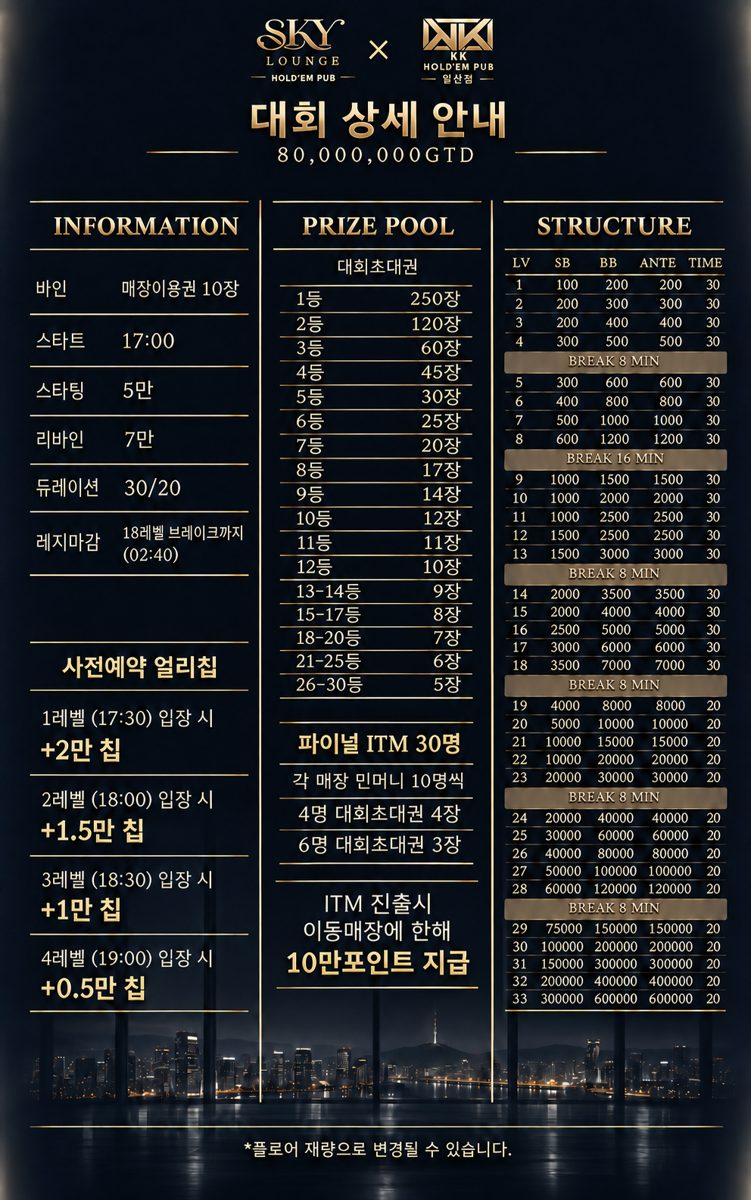 SKY
LOUNGE
HOLD'EM PUB
×
KK
HOLD'EM PUB
일산점
대회 상세 안내
80,000,000GTD
INFORMATION
바인 매장이용권 10장
스타트 17:00
스타팅 5만
리바인 7만
듀레이션 30/20
레지마감 18레벨 브레이크까지
(02:40)
사전예약 얼리칩
1레벨 (17:30) 입장 시
+2만 칩
2레벨 (18:00) 입장 시
+1.5만 칩
3레벨 (18:30) 입장 시
+1만 칩
4레벨 (19:00) 입장 시
+0.5만 칩
PRIZE POOL
대회초대권
1등 250장
2등 120장
3등 60장
4등 45장
5등 30장
6등 25장
7등 20장
8등 17장
9등 14장
10등 12장
11등 11장
12등 10장
13-14등 9장
15-17등 8장
18-20등 7장
21-25등 6장
26-30등 5장
파이널 ITM 30명
각 매장 민머니 10명씩
4명 대회초대권 4장
6명 대회초대권 3장
ITM 진출시
이동매장에 한해
10만포인트 지급
STRUCTURE
LV SB BB ANTE TIME
1 100 200 200 30
2 200 300 300 30
3 200 400 400 30
4 300 500 500 30
BREAK 8 MIN
5 300 600 600 30
6 400 800 800 30
7 500 1000 1000 30
8 600 1200 1200 30
BREAK 16 MIN
9 1000 1500 1500 30
10 1000 2000 2000 30
11 1000 2500 2500 30
12 1500 2500 2500 30
13 1500 3000 3000 30
BREAK 8 MIN
14 2000 3500 3500 30
15 2000 4000 4000 30
16 2500 5000 5000 30
17 3000 6000 6000 30
18 3500 7000 7000 30
BREAK 8 MIN
19 4000 8000 8000 20
20 5000 10000 10000 20
21 10000 15000 15000 20
22 10000 20000 20000 20
23 20000 30000 30000 20
BREAK 8 MIN
24 20000 40000 40000 20
25 30000 60000 60000 20
26 40000 80000 80000 20
27 50000 100000 100000 20
28 60000 120000 120000 20
BREAK 8 MIN
29 75000 150000 150000 20
30 100000 200000 200000 20
31 150000 300000 300000 20
32 200000 400000 400000 20
33 300000 600000 600000 20
*플로어 재량으로 변경될 수 있습니다.